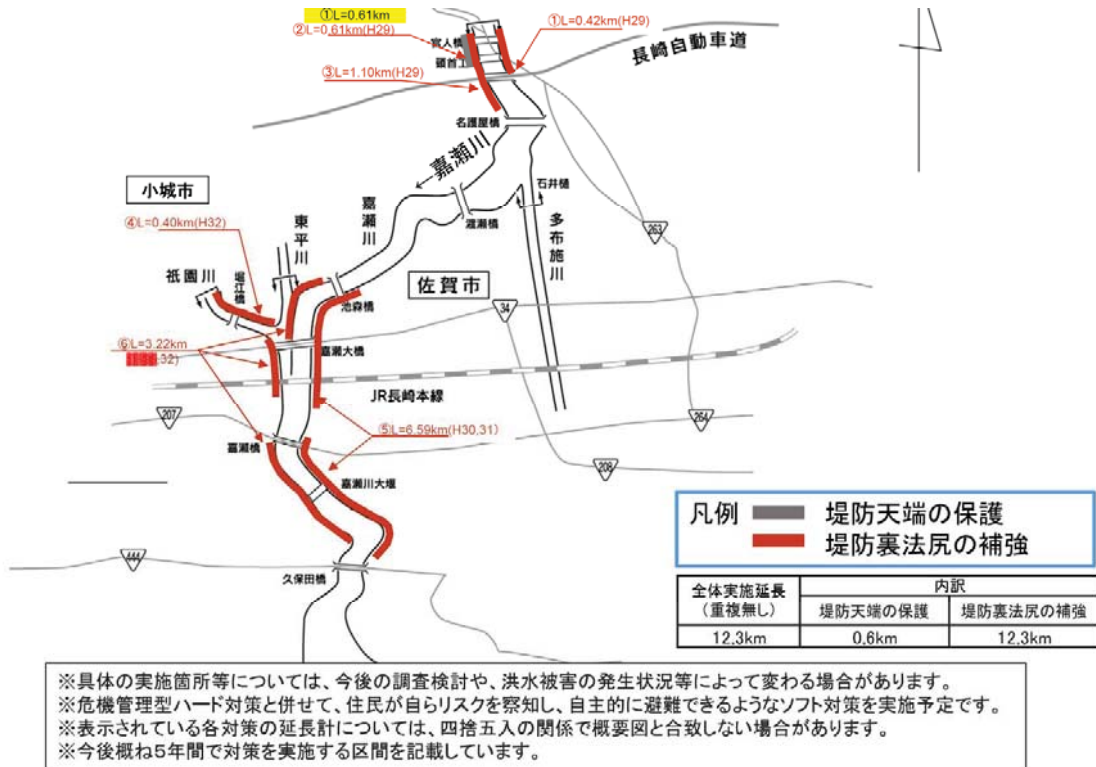 ①L=0.61km
②L=0.61km(H29)
①L=0.42km(H29)
官人橋
頭首工
長崎自動車道
③L=1.10km(H29)
名護屋橋
嘉瀬川
石井樋
小城市
④L=0.40km(H32)
東平川
嘉瀬川
渡瀬橋
多布施川
263
祇園川
堀江橋
佐賀市
池森橋
34
⑥L=3.22km
32)
嘉瀬大橋
JR長崎本線
207
264
⑤L=6.59km(H30,31)
嘉瀬橋
208
嘉瀬川大堰
444
久保田橋
凡例
堤防天端の保護
堤防裏法尻の補強
全体実施延長
(重複無し)
内訳
堤防天端の保護 堤防裏法尻の補強
12.3km 0.6km 12.3km
※具体の実施箇所等については、今後の調査検討や、洪水被害の発生状況等によって変わる場合があります。
※危機管理型ハード対策と併せて、住民が自らリスクを察知し、自主的に避難できるようなソフト対策を実施予定です。
※表示されている各対策の延長計については、四捨五入の関係で概要図と合致しない場合があります。
※今後概ね5年間で対策を実施する区間を記載しています。